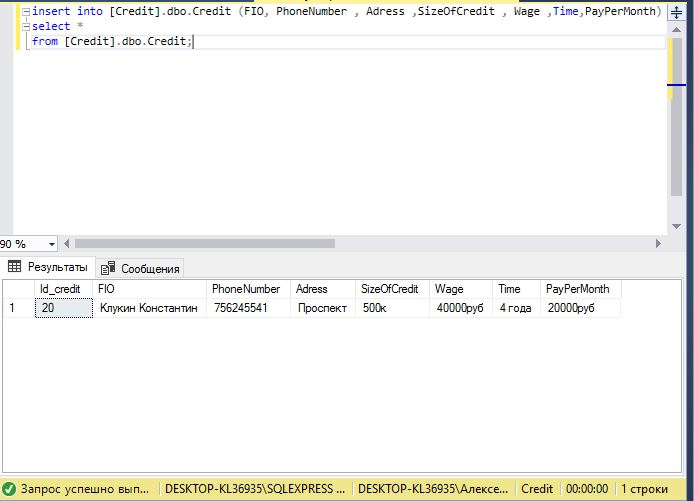 insert into [Credit].dbo.Credit (FIO, PhoneNumber , Adress ,SizeOfCredit , Wage ,Time,PayPerMonth)
select *
from [Credit].dbo.Credit;
90 %
Результаты Сообщения
Id_credit FIO PhoneNumber Adress SizeOfCredit Wage Time PayPerMonth
1 20 Клукин Константин 756245541 Проспект 500к 40000руб 4 года 20000руб
Запрос успешно вып... DESKTOP-KL36935\SQLEXPRESS ... DESKTOP-KL36935\Алексе... Credit 00:00:00 1 строки